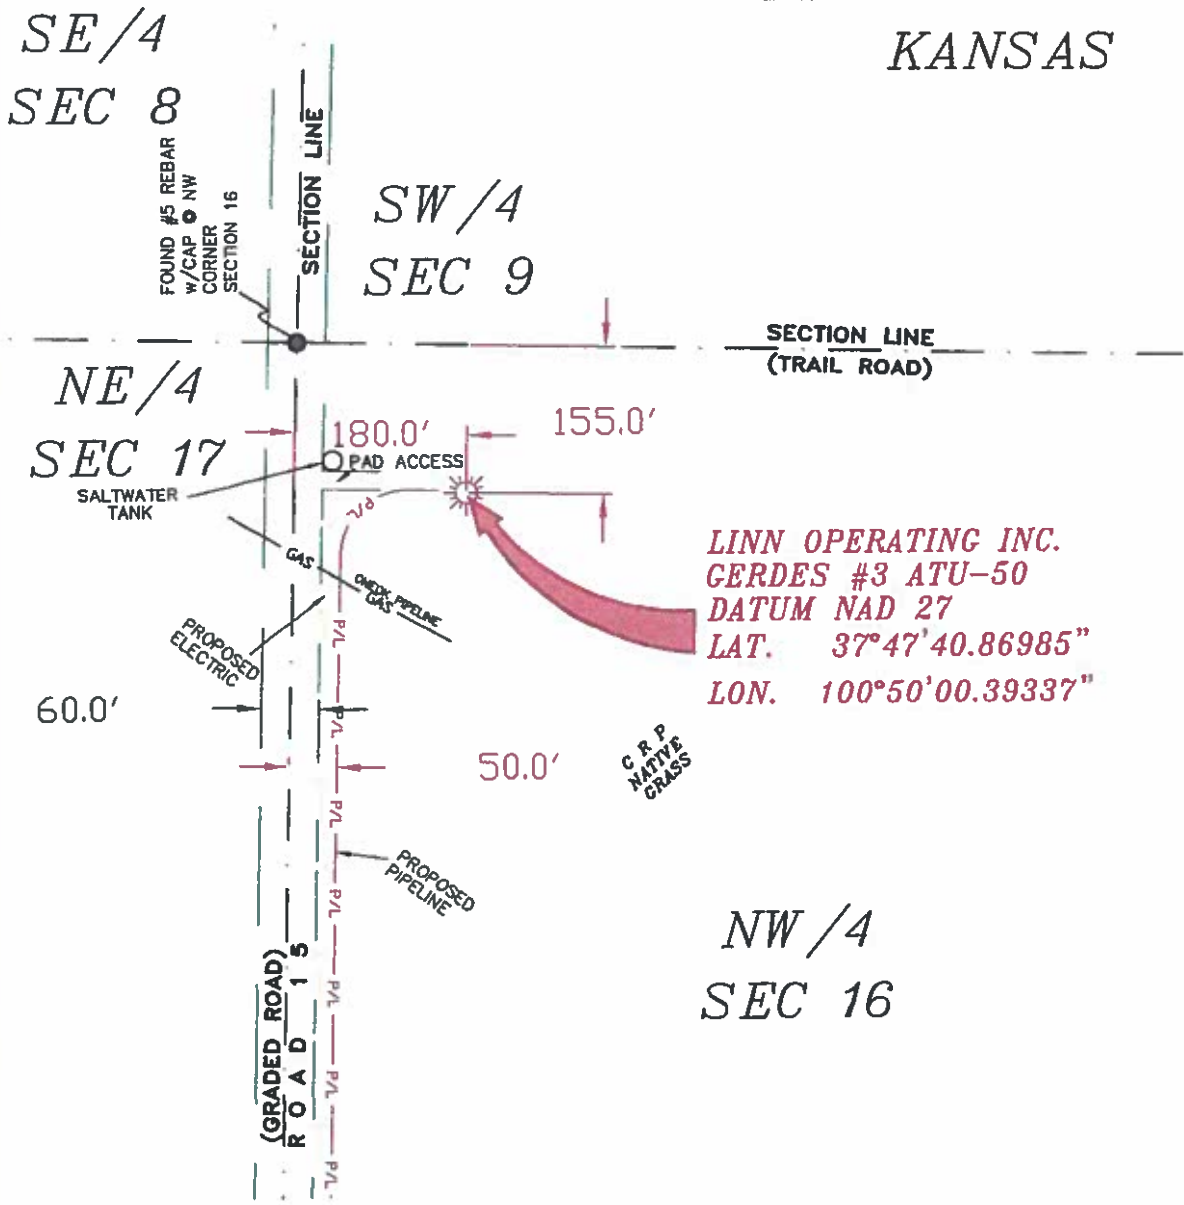 SE/4
SEC 8
KANSAS
FOUND #5 REBAR
w/CAP @ NW
CORNER
SECTION 16
SECTION LINE
SW/4
SEC 9
SECTION LINE
(TRAIL ROAD)
NE/4
SEC 17
180.0'
155.0'
PAD ACCESS
SALTWATER
TANK
P/L
GAS
ONEOK PIPELINE
GAS
LINN OPERATING INC.
GERDES #3 ATU-50
DATUM NAD 27
LAT. 37°47'40.86985"
LON. 100°50'00.39337"
PROPOSED
ELECTRIC
P/L
60.0'
P/L
50.0'
C R P
NATIVE
GRASS
P/L
PROPOSED
PIPELINE
P/L
NW/4
SEC 16
(GRADED ROAD)
ROAD 15
P/L
P/L
P/L